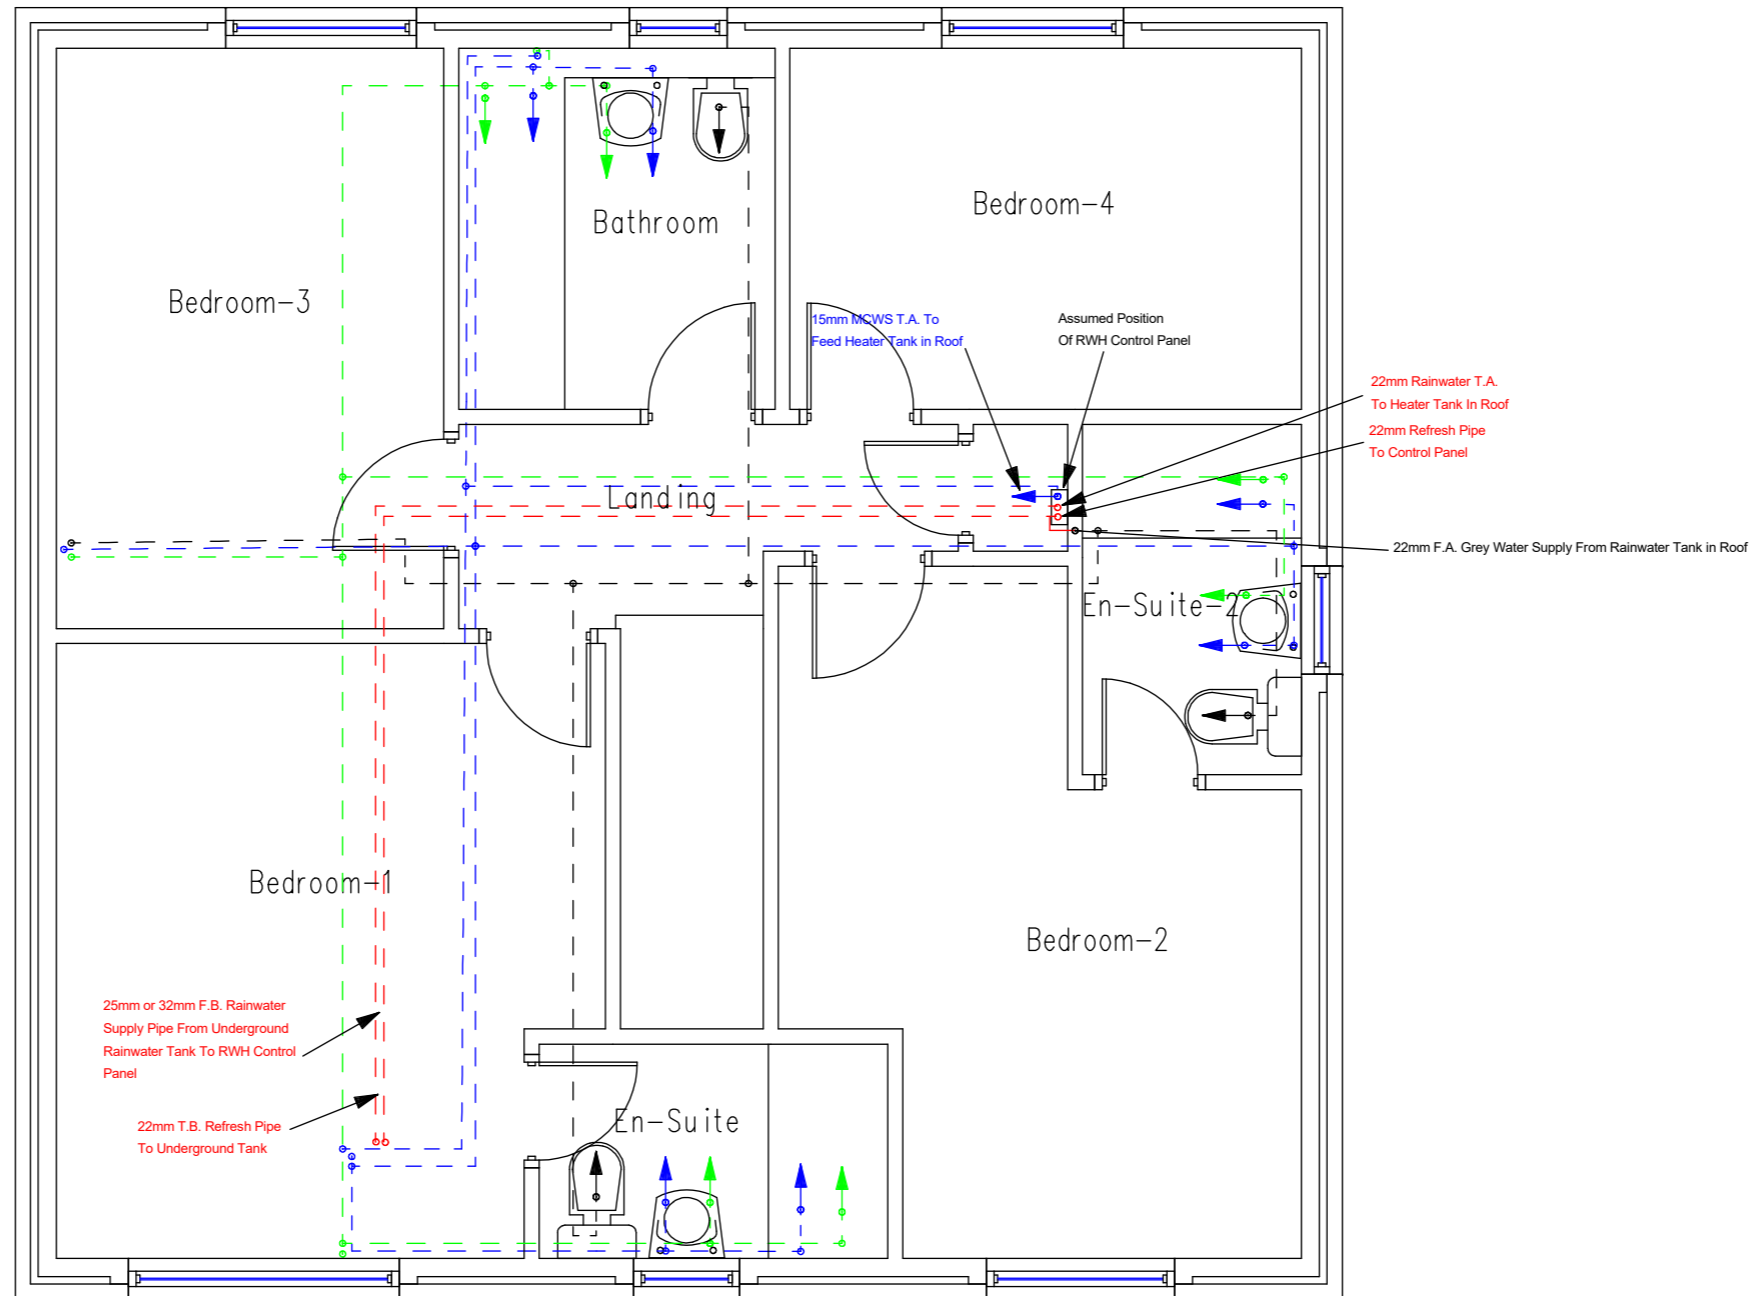 Bathroom
Bedroom-4
Bedroom-3
15mm MCWS T.A. To
Feed Heater Tank in Roof
Assumed Position
Of RWH Control Panel
22mm Rainwater T.A.
To Heater Tank In Roof
22mm Refresh Pipe
To Control Panel
Landing
22mm F.A. Grey Water Supply From Rainwater Tank in Roof
En-Suite-2
Bedroom-1
Bedroom-2
25mm or 32mm F.B. Rainwater
Supply Pipe From Underground
Rainwater Tank To RWH Control
Panel
22mm T.B. Refresh Pipe
To Underground Tank
En-Suite